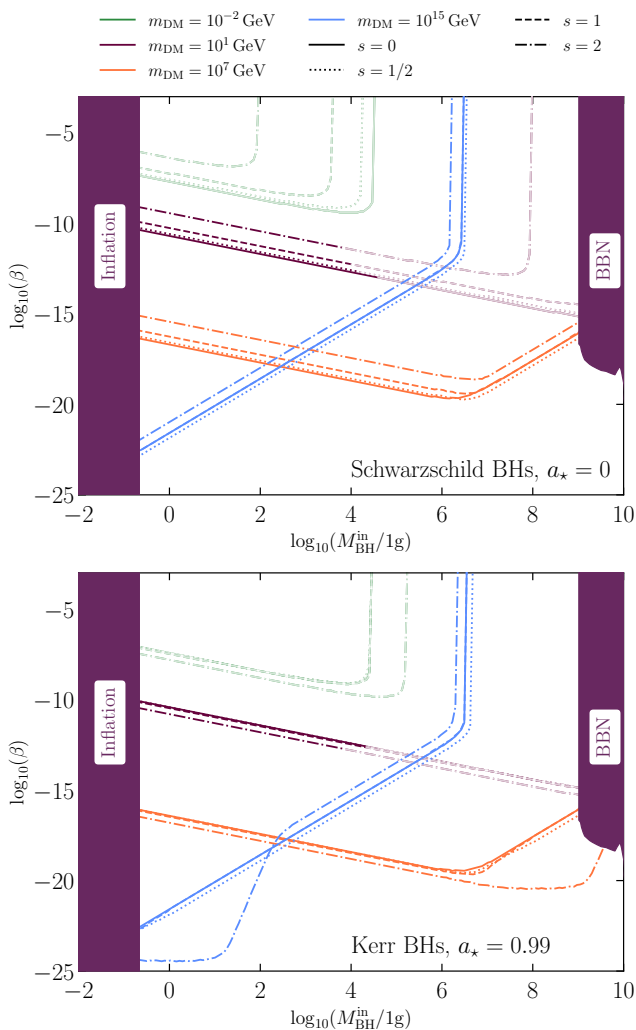 m_DM = 10^−2 GeV   m_DM = 10^15 GeV   s = 1
m_DM = 10^1 GeV   s = 0   s = 2
m_DM = 10^7 GeV   s = 1/2
−5
−10
−15
−20
−25
log10(β)
Inflation
BBN
Schwarzschild BHs, a⋆ = 0
−2 0 2 4 6 8 10
log10(M_BH^in/1g)
−5
−10
−15
−20
−25
log10(β)
Inflation
BBN
Kerr BHs, a⋆ = 0.99
−2 0 2 4 6 8 10
log10(M_BH^in/1g)